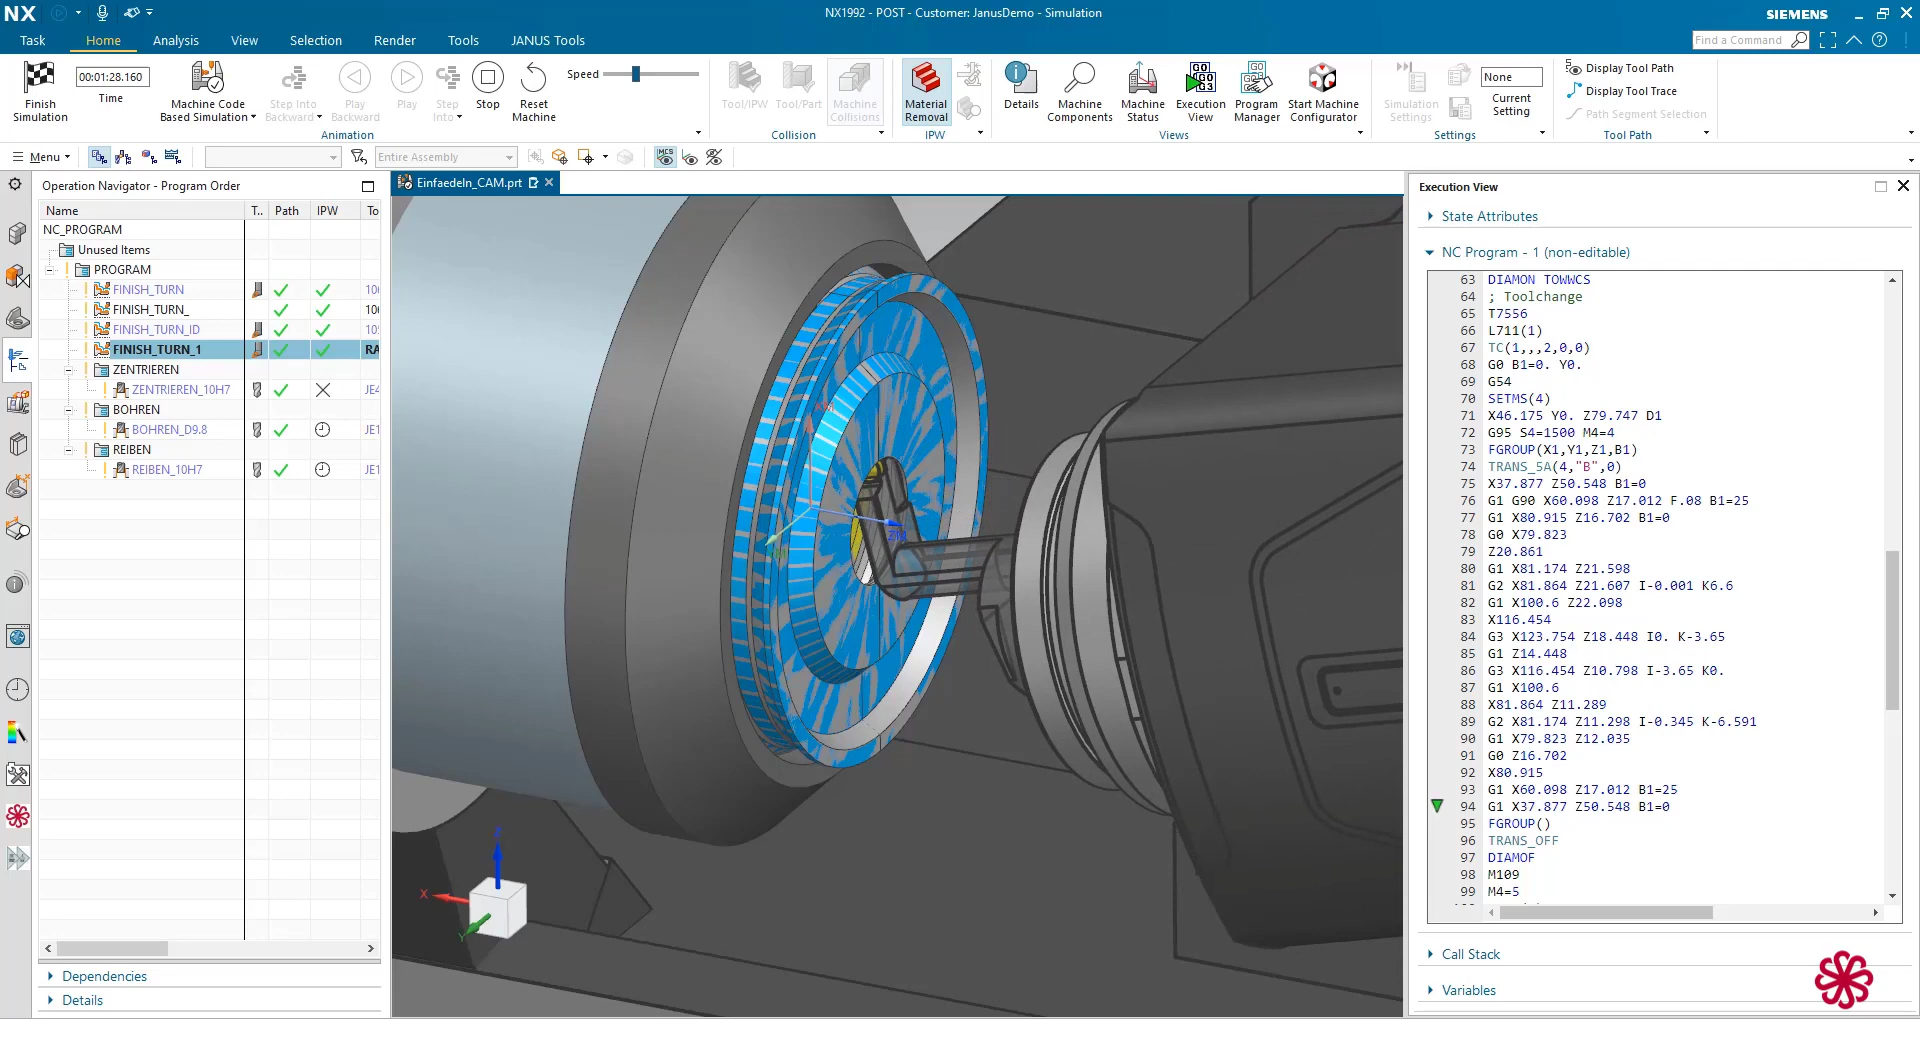 NX
NX1992 - POST - Customer: JanusDemo - Simulation
SIEMENS
Task Home Analysis View Selection Render Tools JANUS Tools
Find a Command
Finish Simulation
00:01:28.160
Time
Machine Code Based Simulation
Step Into Backward
Play Backward
Play
Step Into
Stop
Reset Machine
Speed
Tool/IPW
Tool/Part
Machine Collisions
Material Removal
Details
Machine Components
Machine Status
Execution View
Program Manager
Start Machine Configurator
Simulation Settings
None
Current Setting
Display Tool Path
Display Tool Trace
Path Segment Selection
Animation Collision IPW Views Settings Tool Path
Menu
Entire Assembly
Operation Navigator - Program Order
Name T.. Path IPW To
NC_PROGRAM
Unused Items
PROGRAM
FINISH_TURN 10
FINISH_TURN_ 10
FINISH_TURN_ID 10
FINISH_TURN_1 RA
ZENTRIEREN
ZENTRIEREN_10H7 JE4
BOHREN
BOHREN_D9.8 JE1
REIBEN
REIBEN_10H7 JE1
Dependencies
Details
Einfaedeln_CAM.prt
X
Y
Execution View
State Attributes
NC Program - 1 (non-editable)
63 DIAMON TOWWCS
64 ; Toolchange
65 T7556
66 L711(1)
67 TC(1,,,2,0,0)
68 G0 B1=0. Y0.
69 G54
70 SETMS(4)
71 X46.175 Y0. Z79.747 D1
72 G95 S4=1500 M4=4
73 FGROUP(X1,Y1,Z1,B1)
74 TRANS_5A(4,"B",0)
75 X37.877 Z50.548 B1=0
76 G1 G90 X60.098 Z17.012 F.08 B1=25
77 G1 X80.915 Z16.702 B1=0
78 G0 X79.823
79 Z20.861
80 G1 X81.174 Z21.598
81 G2 X81.864 Z21.607 I-0.001 K6.6
82 G1 X100.6 Z22.098
83 X116.454
84 G3 X123.754 Z18.448 I0. K-3.65
85 G1 Z14.448
86 G3 X116.454 Z10.798 I-3.65 K0.
87 G1 X100.6
88 X81.864 Z11.289
89 G2 X81.174 Z11.298 I-0.345 K-6.591
90 G1 X79.823 Z12.035
91 G0 Z16.702
92 X80.915
93 G1 X60.098 Z17.012 B1=25
94 G1 X37.877 Z50.548 B1=0
95 FGROUP()
96 TRANS_OFF
97 DIAMOF
98 M109
99 M4=5
Call Stack
Variables